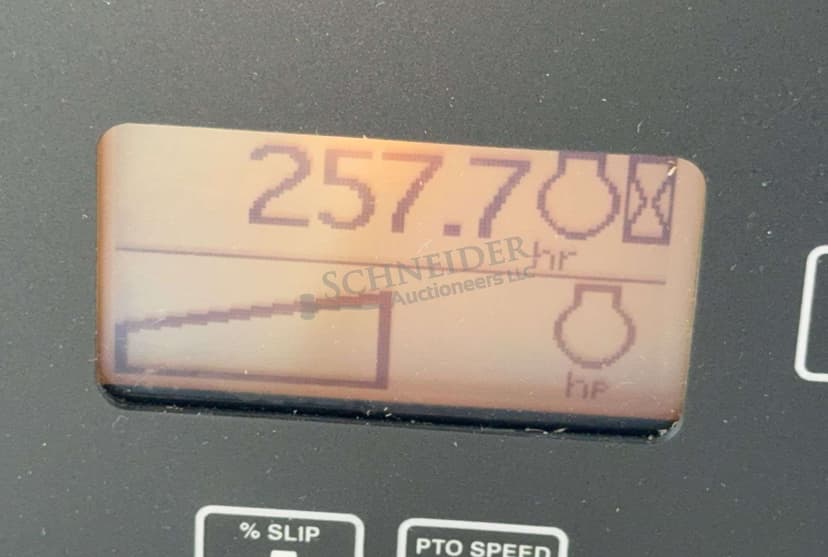 257.7
hr
SCHNEIDER
Auctioneers LLC
hp
% SLIP
PTO SPEED